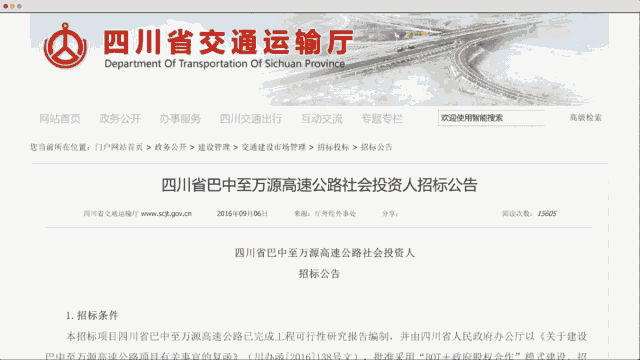 四川省交通运输厅
Department Of Transportation Of Sichuan Province
网站首页 政务公开 办事服务 四川交通出行 互动交流 专题专栏 欢迎使用智能搜索 高级检索
您当前所在位置: 门户网站首页 > 政务公开 > 建设管理 > 交通建设市场管理 > 招标投标 > 招标公告
四川省巴中至万源高速公路社会投资人招标公告
四川省交通运输厅 www.scjt.gov.cn 2016年09月06日 来源: 厅外经外事处 分享: 阅读次数: 15605
四川省巴中至万源高速公路社会投资人
招标公告
1. 招标条件
本招标项目四川省巴中至万源高速公路已完成工程可行性研究报告编制，并由四川省人民政府办公厅以《关于建设
巴中至万源高速公路项目有关事宜的复函》（川办函[2016]138号文），批准采用“BOT＋政府股权合作”模式建设，招